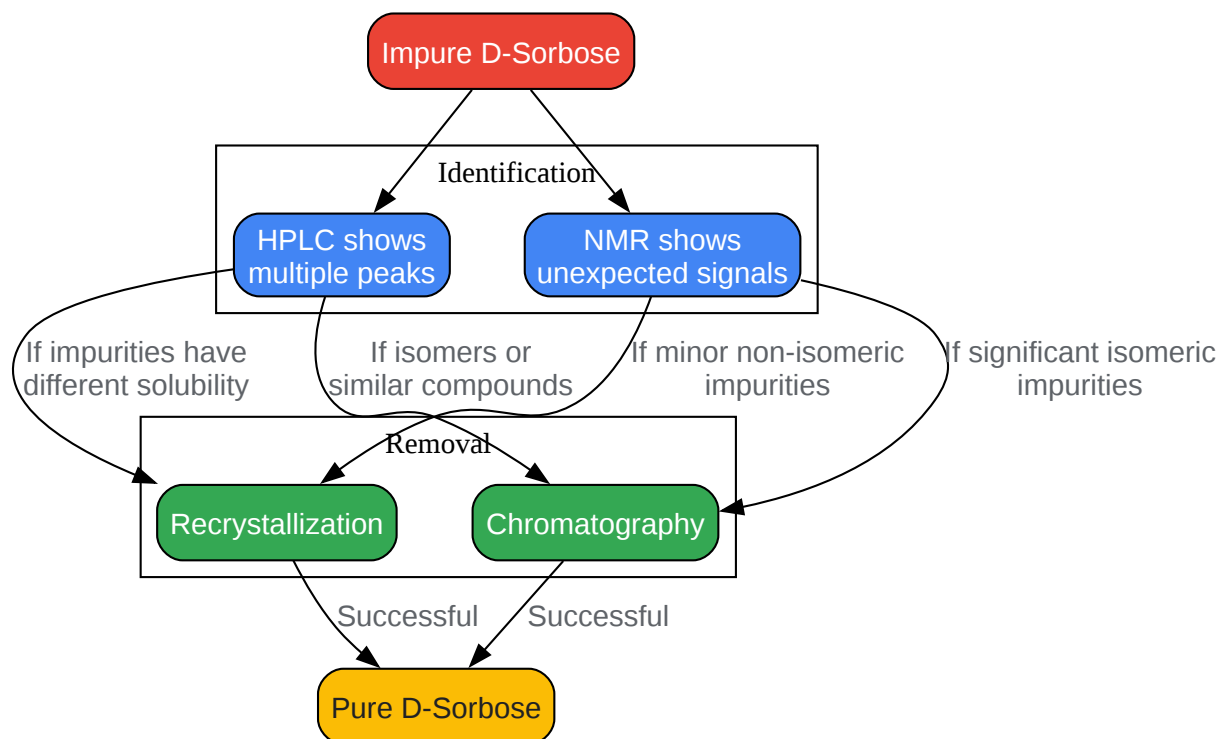 Impure D-Sorbose
Identification
HPLC shows
multiple peaks
NMR shows
unexpected signals
If impurities have
different solubility
If isomers or
similar compounds
If minor non-isomeric
impurities
If significant isomeric
impurities
Removal
Recrystallization
Chromatography
Successful
Successful
Pure D-Sorbose